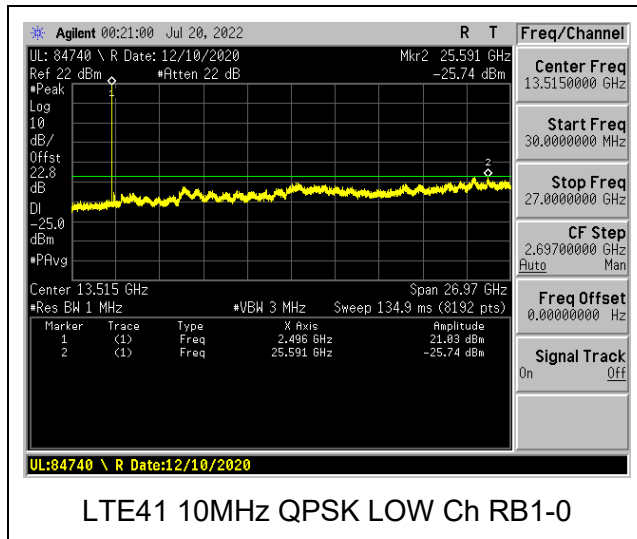 Agilent 00:21:00 Jul 20, 2022 R T
UL: 84740 \ R Date: 12/10/2020 Mkr2 25.591 GHz
Ref 22 dBm #Atten 22 dB -25.74 dBm
#Peak
Log
10
dB/
Offst
22.8
dB
DI
-25.0
dBm
#PAvg
1
2
Center 13.515 GHz Span 26.97 GHz
#Res BW 1 MHz #VBW 3 MHz Sweep 134.9 ms (8192 pts)
Marker Trace Type X Axis Amplitude
1 (1) Freq 2.496 GHz 21.03 dBm
2 (1) Freq 25.591 GHz -25.74 dBm
UL:84740 \ R Date:12/10/2020
Freq/Channel
Center Freq
13.5150000 GHz
Start Freq
30.0000000 MHz
Stop Freq
27.0000000 GHz
CF Step
2.69700000 GHz
Auto Man
Freq Offset
0.00000000 Hz
Signal Track
On Off
LTE41 10MHz QPSK LOW Ch RB1-0